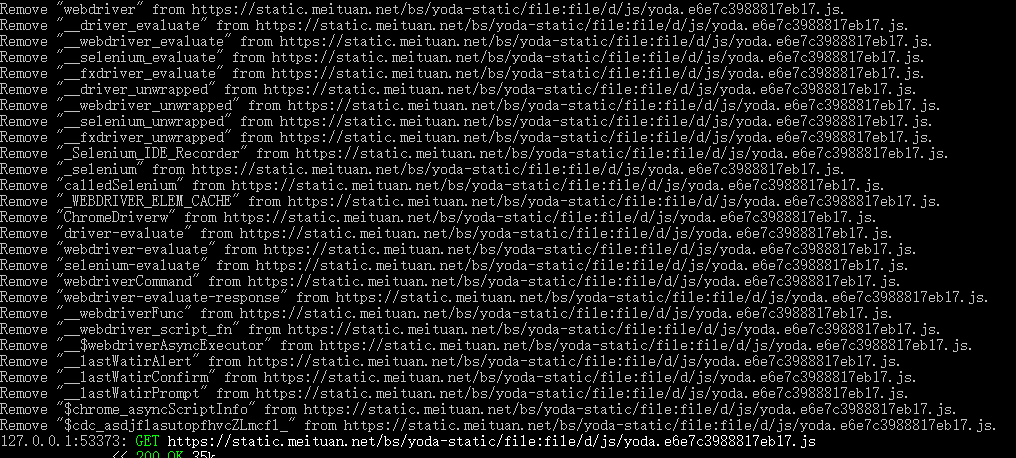 Remove "webdriver" from https://static.meituan.net/bs/yoda-static/file:file/d/js/yoda.e6e7c3988817eb17.js.
Remove "__driver_evaluate" from https://static.meituan.net/bs/yoda-static/file:file/d/js/yoda.e6e7c3988817eb17.js.
Remove "__webdriver_evaluate" from https://static.meituan.net/bs/yoda-static/file:file/d/js/yoda.e6e7c3988817eb17.js.
Remove "__selenium_evaluate" from https://static.meituan.net/bs/yoda-static/file:file/d/js/yoda.e6e7c3988817eb17.js.
Remove "__fxdriver_evaluate" from https://static.meituan.net/bs/yoda-static/file:file/d/js/yoda.e6e7c3988817eb17.js.
Remove "__driver_unwrapped" from https://static.meituan.net/bs/yoda-static/file:file/d/js/yoda.e6e7c3988817eb17.js.
Remove "__webdriver_unwrapped" from https://static.meituan.net/bs/yoda-static/file:file/d/js/yoda.e6e7c3988817eb17.js.
Remove "__selenium_unwrapped" from https://static.meituan.net/bs/yoda-static/file:file/d/js/yoda.e6e7c3988817eb17.js.
Remove "__fxdriver_unwrapped" from https://static.meituan.net/bs/yoda-static/file:file/d/js/yoda.e6e7c3988817eb17.js.
Remove "_Selenium_IDE_Recorder" from https://static.meituan.net/bs/yoda-static/file:file/d/js/yoda.e6e7c3988817eb17.js.
Remove "_selenium" from https://static.meituan.net/bs/yoda-static/file:file/d/js/yoda.e6e7c3988817eb17.js.
Remove "calledSelenium" from https://static.meituan.net/bs/yoda-static/file:file/d/js/yoda.e6e7c3988817eb17.js.
Remove "_WEBDRIVER_ELEM_CACHE" from https://static.meituan.net/bs/yoda-static/file:file/d/js/yoda.e6e7c3988817eb17.js.
Remove "ChromeDriverw" from https://static.meituan.net/bs/yoda-static/file:file/d/js/yoda.e6e7c3988817eb17.js.
Remove "driver-evaluate" from https://static.meituan.net/bs/yoda-static/file:file/d/js/yoda.e6e7c3988817eb17.js.
Remove "webdriver-evaluate" from https://static.meituan.net/bs/yoda-static/file:file/d/js/yoda.e6e7c3988817eb17.js.
Remove "selenium-evaluate" from https://static.meituan.net/bs/yoda-static/file:file/d/js/yoda.e6e7c3988817eb17.js.
Remove "webdriverCommand" from https://static.meituan.net/bs/yoda-static/file:file/d/js/yoda.e6e7c3988817eb17.js.
Remove "webdriver-evaluate-response" from https://static.meituan.net/bs/yoda-static/file:file/d/js/yoda.e6e7c3988817eb17.js.
Remove "__webdriverFunc" from https://static.meituan.net/bs/yoda-static/file:file/d/js/yoda.e6e7c3988817eb17.js.
Remove "__webdriver_script_fn" from https://static.meituan.net/bs/yoda-static/file:file/d/js/yoda.e6e7c3988817eb17.js.
Remove "__$webdriverAsyncExecutor" from https://static.meituan.net/bs/yoda-static/file:file/d/js/yoda.e6e7c3988817eb17.js.
Remove "__lastWatirAlert" from https://static.meituan.net/bs/yoda-static/file:file/d/js/yoda.e6e7c3988817eb17.js.
Remove "__lastWatirConfirm" from https://static.meituan.net/bs/yoda-static/file:file/d/js/yoda.e6e7c3988817eb17.js.
Remove "__lastWatirPrompt" from https://static.meituan.net/bs/yoda-static/file:file/d/js/yoda.e6e7c3988817eb17.js.
Remove "$chrome_asyncScriptInfo" from https://static.meituan.net/bs/yoda-static/file:file/d/js/yoda.e6e7c3988817eb17.js.
Remove "$cdc_asdjflasutopfhvcZLmcfl_" from https://static.meituan.net/bs/yoda-static/file:file/d/js/yoda.e6e7c3988817eb17.js.
127.0.0.1:53373: GET https://static.meituan.net/bs/yoda-static/file:file/d/js/yoda.e6e7c3988817eb17.js
<< 200 OK 35k